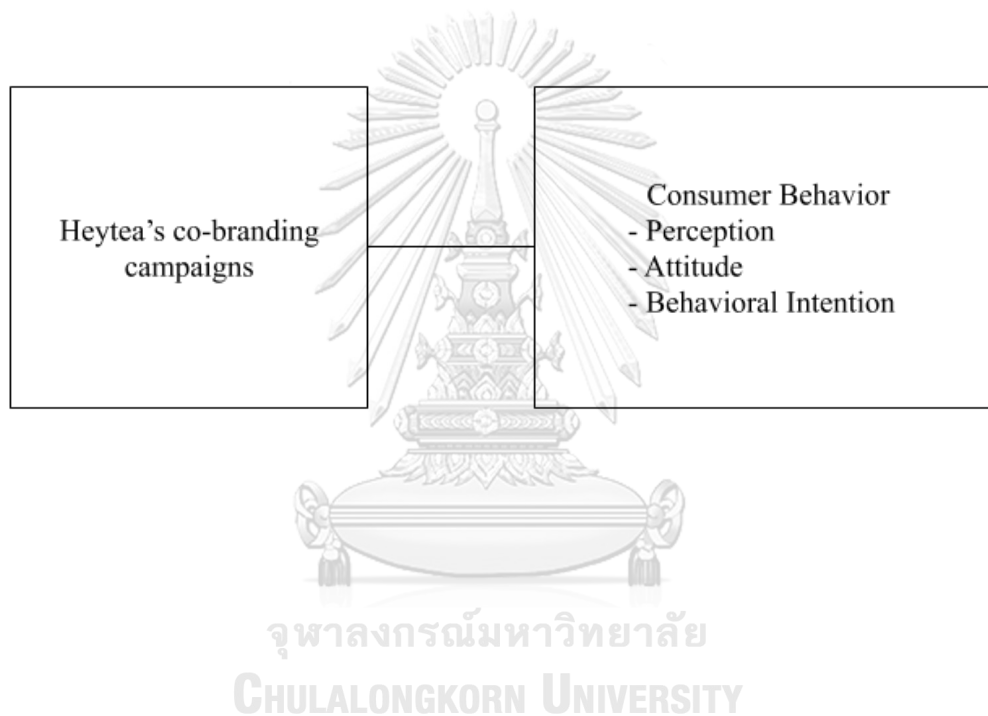 Heytea's co-branding
campaigns
Consumer Behavior
- Perception
- Attitude
- Behavioral Intention
จุฬาลงกรณ์มหาวิทยาลัย
CHULALONGKORN UNIVERSITY